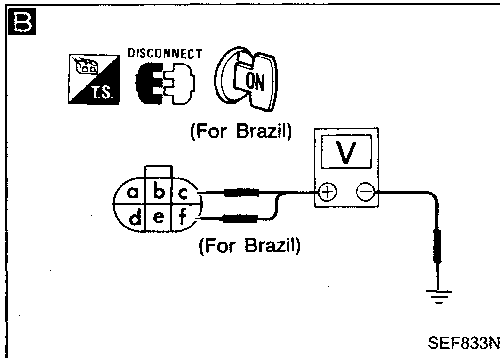 B
DISCONNECT
T.S.
ON
(For Brazil)
V
a b c
d e f
+ −
(For Brazil)
SEF833N